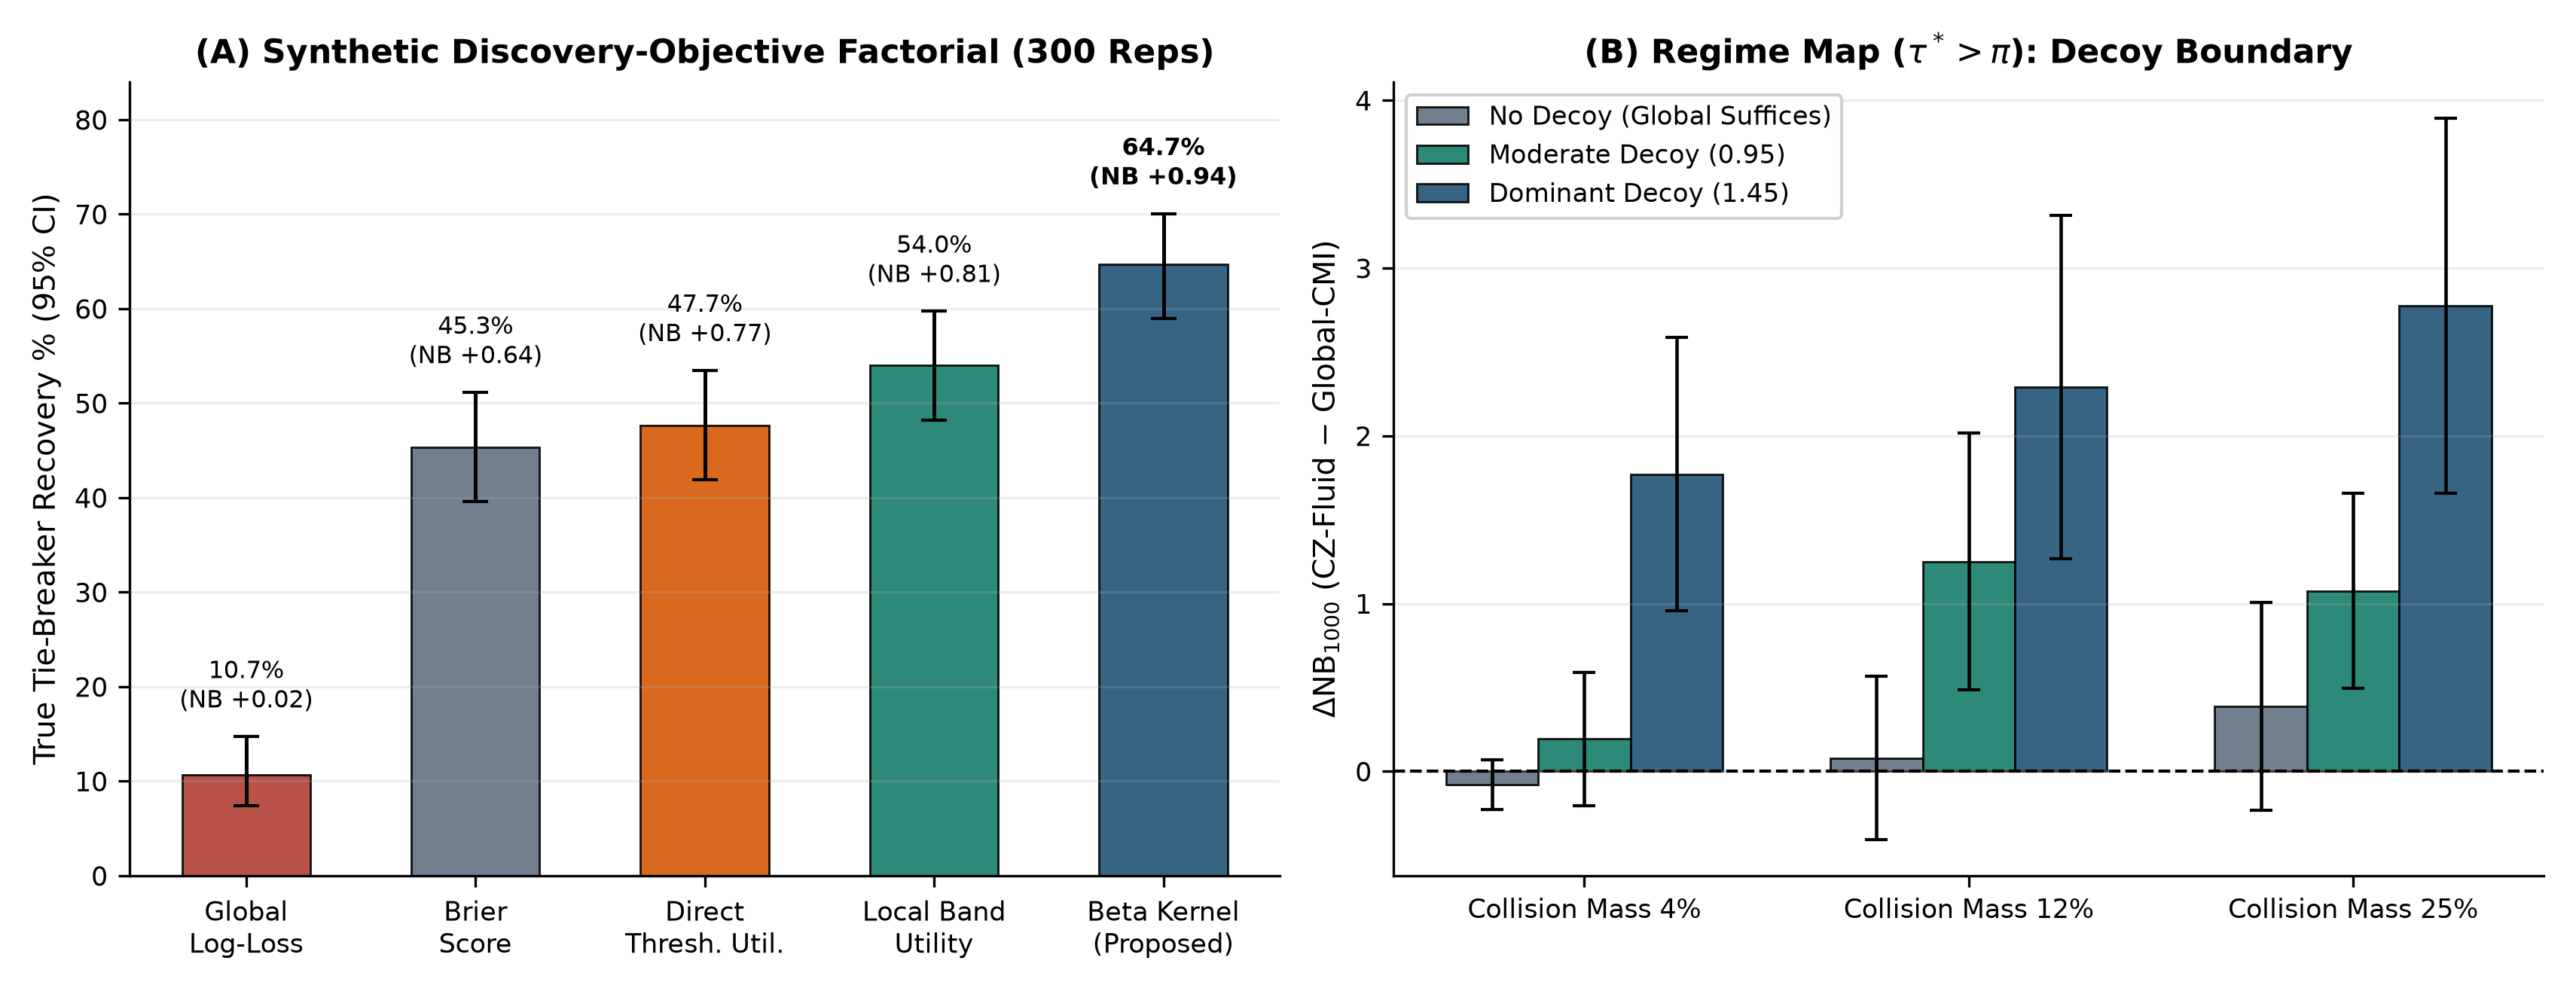 (A) Synthetic Discovery-Objective Factorial (300 Reps)
True Tie-Breaker Recovery % (95% CI)
80
70
60
50
40
30
20
10
0
10.7%
(NB +0.02)
45.3%
(NB +0.64)
47.7%
(NB +0.77)
54.0%
(NB +0.81)
64.7%
(NB +0.94)
Global
Log-Loss
Brier
Score
Direct
Thresh. Util.
Local Band
Utility
Beta Kernel
(Proposed)
(B) Regime Map (τ* > π): Decoy Boundary
ΔNB₁₀₀₀ (CZ-Fluid − Global-CMI)
4
3
2
1
0
No Decoy (Global Suffices)
Moderate Decoy (0.95)
Dominant Decoy (1.45)
Collision Mass 4%
Collision Mass 12%
Collision Mass 25%